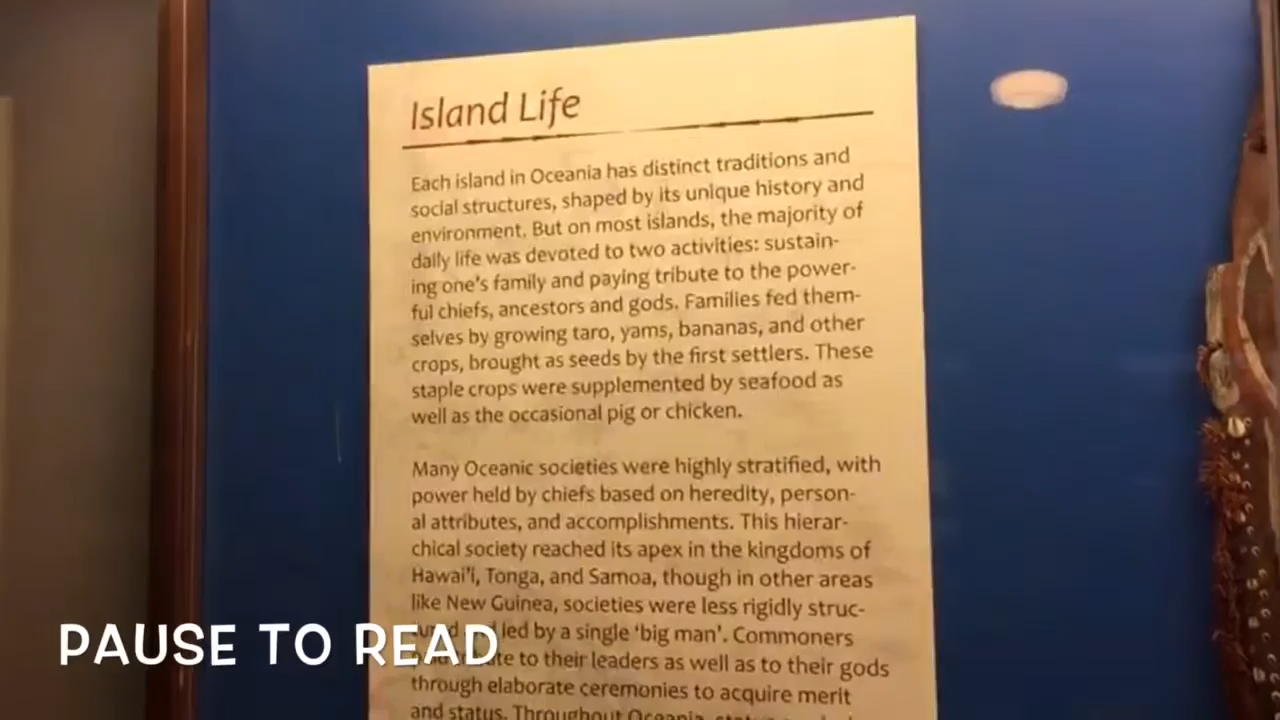 Island Life
Each island in Oceania has distinct traditions and
social structures, shaped by its unique history and
environment. But on most islands, the majority of
daily life was devoted to two activities: sustain-
ing one's family and paying tribute to the power-
ful chiefs, ancestors and gods. Families fed them-
selves by growing taro, yams, bananas, and other
crops, brought as seeds by the first settlers. These
staple crops were supplemented by seafood as
well as the occasional pig or chicken.
Many Oceanic societies were highly stratified, with
power held by chiefs based on heredity, person-
al attributes, and accomplishments. This hierar-
chical society reached its apex in the kingdoms of
Hawai'i, Tonga, and Samoa, though in other areas
like New Guinea, societies were less rigidly struc-
led by a single 'big man'. Commoners
to their leaders as well as to their gods
through elaborate ceremonies to acquire merit
and status. Throughout Oceania,
PAUSE TO READ